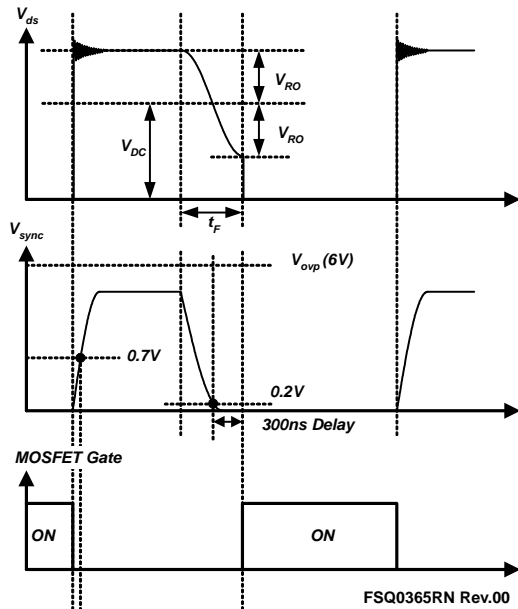 Vds
VRO
VRO
VDC
tF
Vsync
Vovp (6V)
0.7V
0.2V
300ns Delay
MOSFET Gate
ON
ON
FSQ0365RN Rev.00